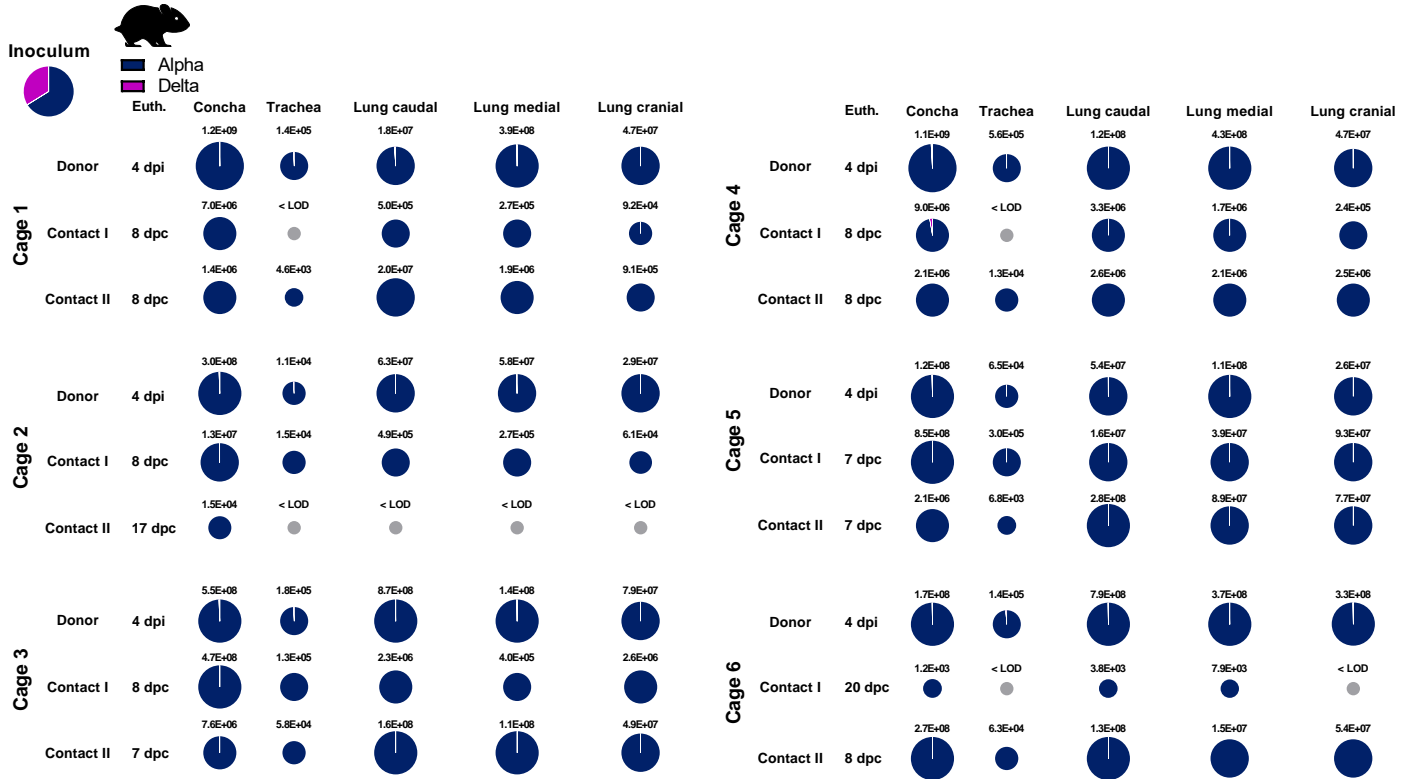 Inoculum
Alpha
Delta
Euth. Concha Trachea Lung caudal Lung medial Lung cranial
Cage 1
1.2E+09 1.4E+05 1.8E+07 3.9E+08 4.7E+07
Donor 4 dpi
7.0E+06 < LOD 5.0E+05 2.7E+05 9.2E+04
Contact I 8 dpc
1.4E+06 4.6E+03 2.0E+07 1.9E+06 9.1E+05
Contact II 8 dpc
Cage 2
3.0E+08 1.1E+04 6.3E+07 5.8E+07 2.9E+07
Donor 4 dpi
1.3E+07 1.5E+04 4.9E+05 2.7E+05 6.1E+04
Contact I 8 dpc
1.5E+04 < LOD < LOD < LOD < LOD
Contact II 17 dpc
Cage 3
5.5E+08 1.8E+05 8.7E+08 1.4E+08 7.9E+07
Donor 4 dpi
4.7E+08 1.3E+05 2.3E+06 4.0E+05 2.6E+06
Contact I 8 dpc
7.6E+06 5.8E+04 1.6E+08 1.1E+08 4.9E+07
Contact II 7 dpc
Euth. Concha Trachea Lung caudal Lung medial Lung cranial
Cage 4
1.1E+09 5.6E+05 1.2E+08 4.3E+08 4.7E+07
Donor 4 dpi
9.0E+06 < LOD 3.3E+06 1.7E+06 2.4E+05
Contact I 8 dpc
2.1E+06 1.3E+04 2.6E+06 2.1E+06 2.5E+06
Contact II 8 dpc
Cage 5
1.2E+08 6.5E+04 5.4E+07 1.1E+08 2.6E+07
Donor 4 dpi
8.5E+08 3.0E+05 1.6E+07 3.9E+07 9.3E+07
Contact I 7 dpc
2.1E+06 6.8E+03 2.8E+08 8.9E+07 7.7E+07
Contact II 7 dpc
Cage 6
1.7E+08 1.4E+05 7.9E+08 3.7E+08 3.3E+08
Donor 4 dpi
1.2E+03 < LOD 3.8E+03 7.9E+03 < LOD
Contact I 20 dpc
2.7E+08 6.3E+04 1.3E+08 1.5E+07 5.4E+07
Contact II 8 dpc